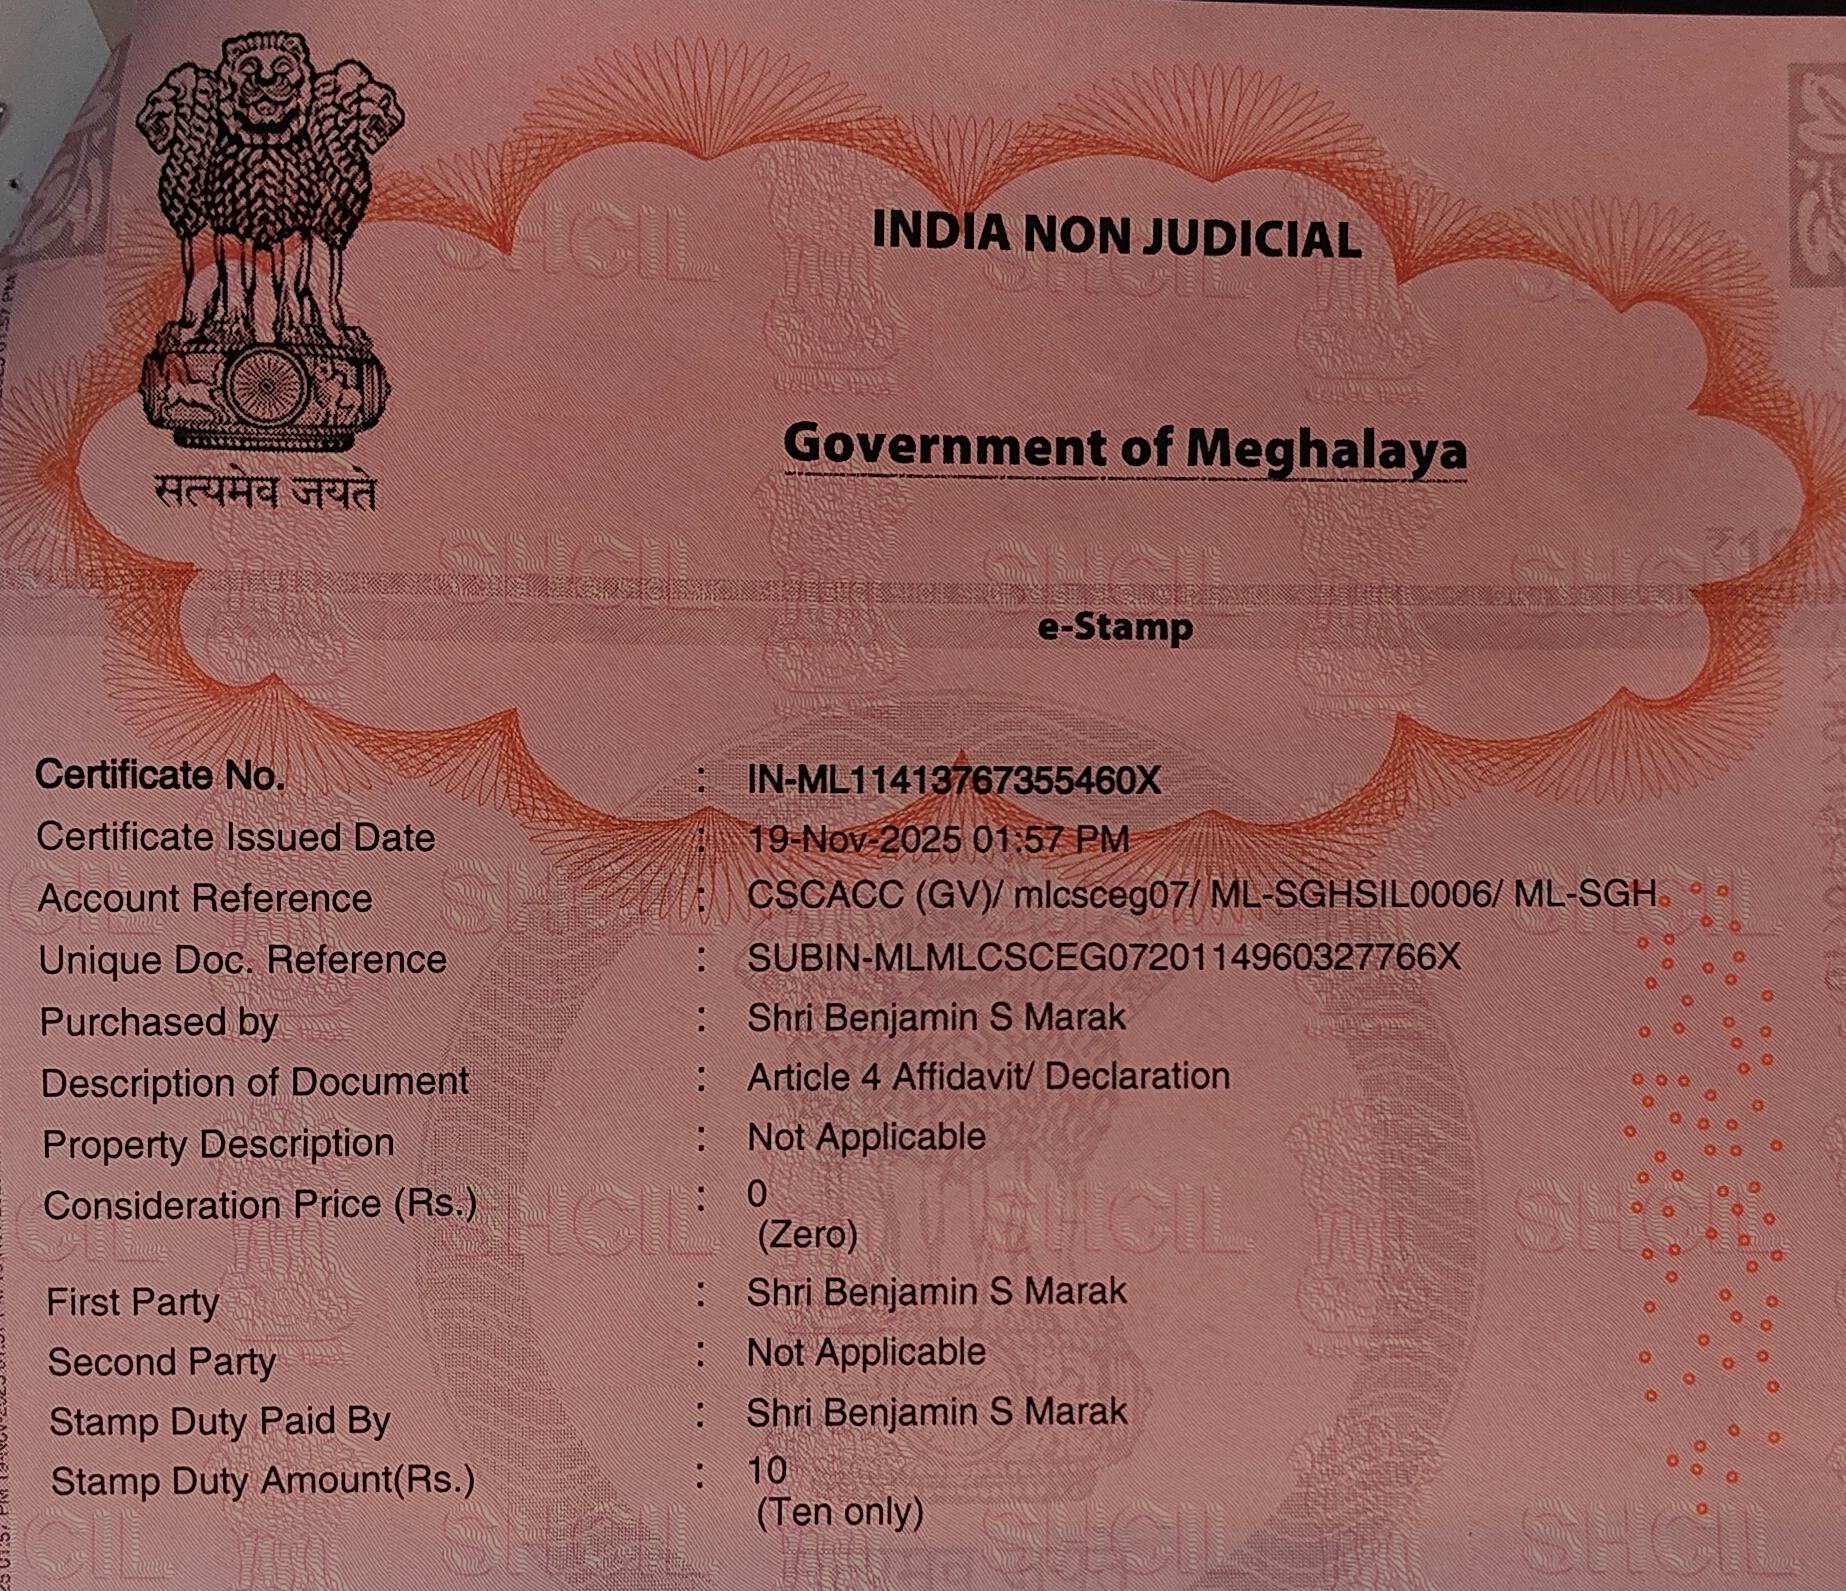 INDIA NON JUDICIAL
Government of Meghalaya
सत्यमेव जयते
e-Stamp
Certificate No. : IN-ML11413767355460X
Certificate Issued Date : 19-Nov-2025 01:57 PM
Account Reference : CSCACC (GV)/ mlcsceg07/ ML-SGHSIL0006/ ML-SGH
Unique Doc. Reference : SUBIN-MLMLCSCEG0720114960327766X
Purchased by : Shri Benjamin S Marak
Description of Document : Article 4 Affidavit/ Declaration
Property Description : Not Applicable
Consideration Price (Rs.) : 0
(Zero)
First Party : Shri Benjamin S Marak
Second Party : Not Applicable
Stamp Duty Paid By : Shri Benjamin S Marak
Stamp Duty Amount(Rs.) : 10
(Ten only)
SHCIL